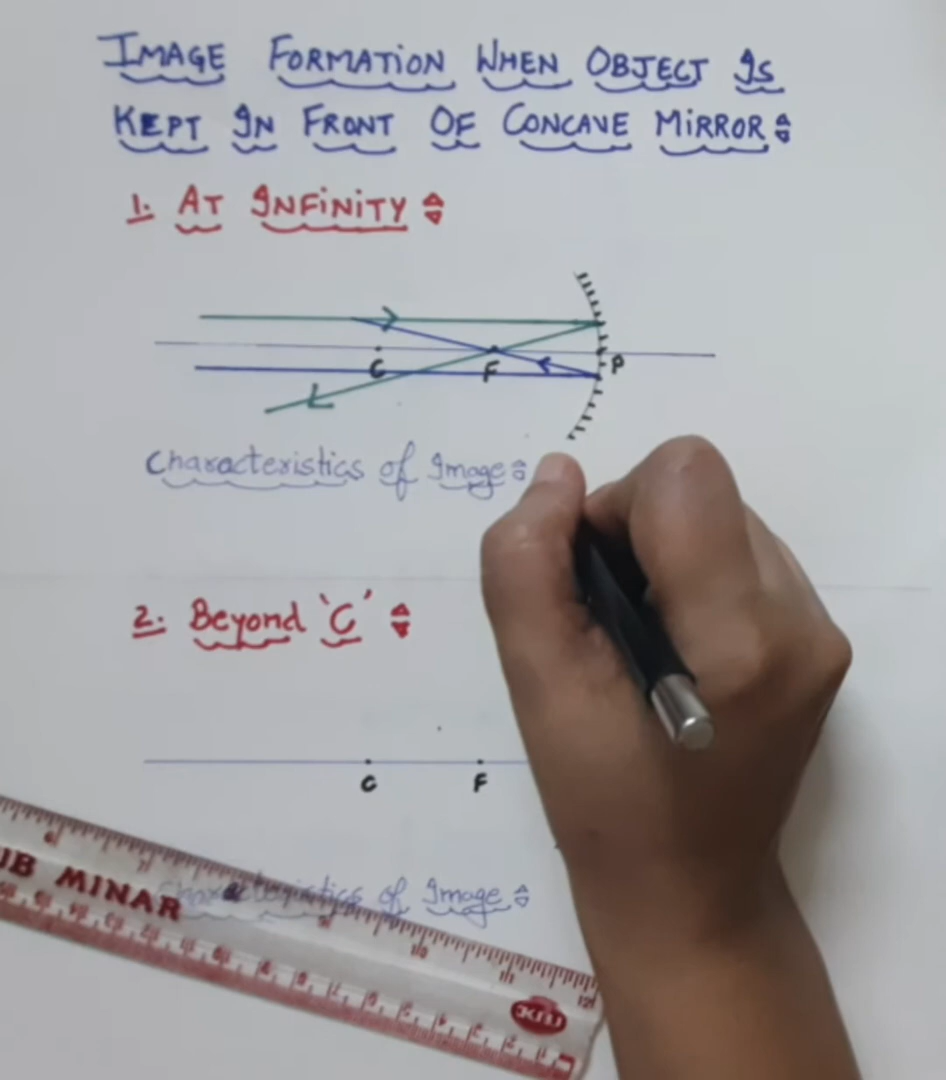 IMAGE FORMATION WHEN OBJECT IS
KEPT IN FRONT OF CONCAVE MIRROR:
1. AT INFINITY:
C F P
Characteristics of Image:
2. Beyond 'C':
C F
MINAR
Characteristics of Image: